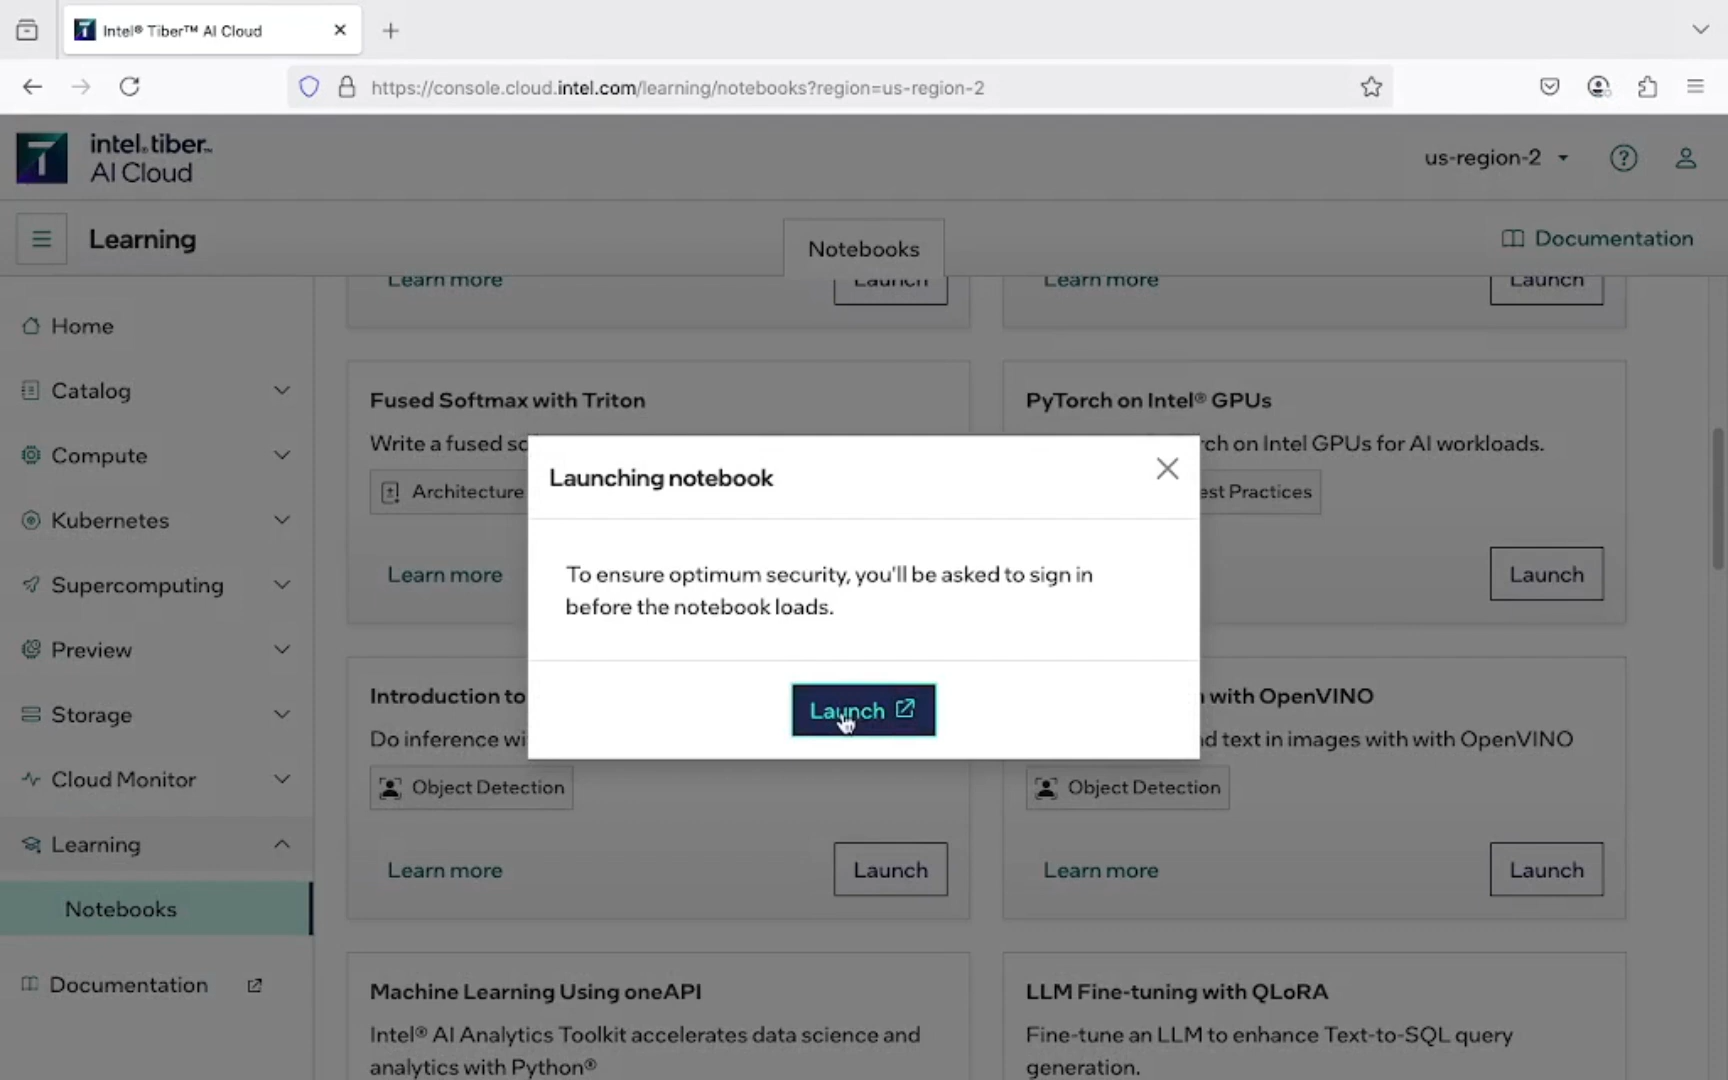 Intel® Tiber™ AI Cloud
https://console.cloud.intel.com/learning/notebooks?region=us-region-2
intel.tiber™
AI Cloud
us-region-2
Learning
Notebooks
Documentation
Learn more
Launch
Learn more
Launch
Home
Catalog
Compute
Kubernetes
Supercomputing
Preview
Storage
Cloud Monitor
Learning
Notebooks
Documentation
Fused Softmax with Triton
Write a fused so
Architecture
Learn more
PyTorch on Intel® GPUs
rch on Intel GPUs for AI workloads.
est Practices
Launch
Launching notebook
To ensure optimum security, you'll be asked to sign in
before the notebook loads.
Launch
Introduction to
Do inference wi
Object Detection
Learn more
Launch
with OpenVINO
d text in images with with OpenVINO
Object Detection
Learn more
Launch
Machine Learning Using oneAPI
Intel® AI Analytics Toolkit accelerates data science and
analytics with Python®
LLM Fine-tuning with QLoRA
Fine-tune an LLM to enhance Text-to-SQL query
generation.